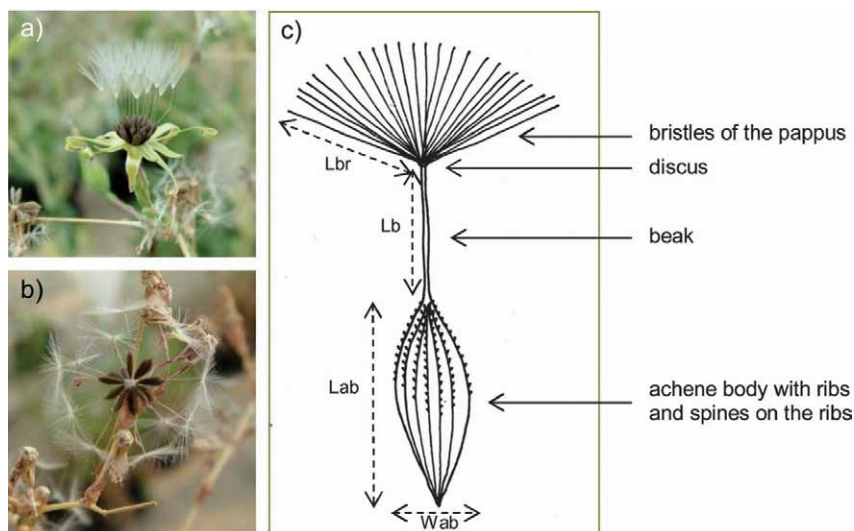 a)
b)
c)
Lbr
Lb
Lab
Wab
bristles of the pappus
discus
beak
achene body with ribs
and spines on the ribs